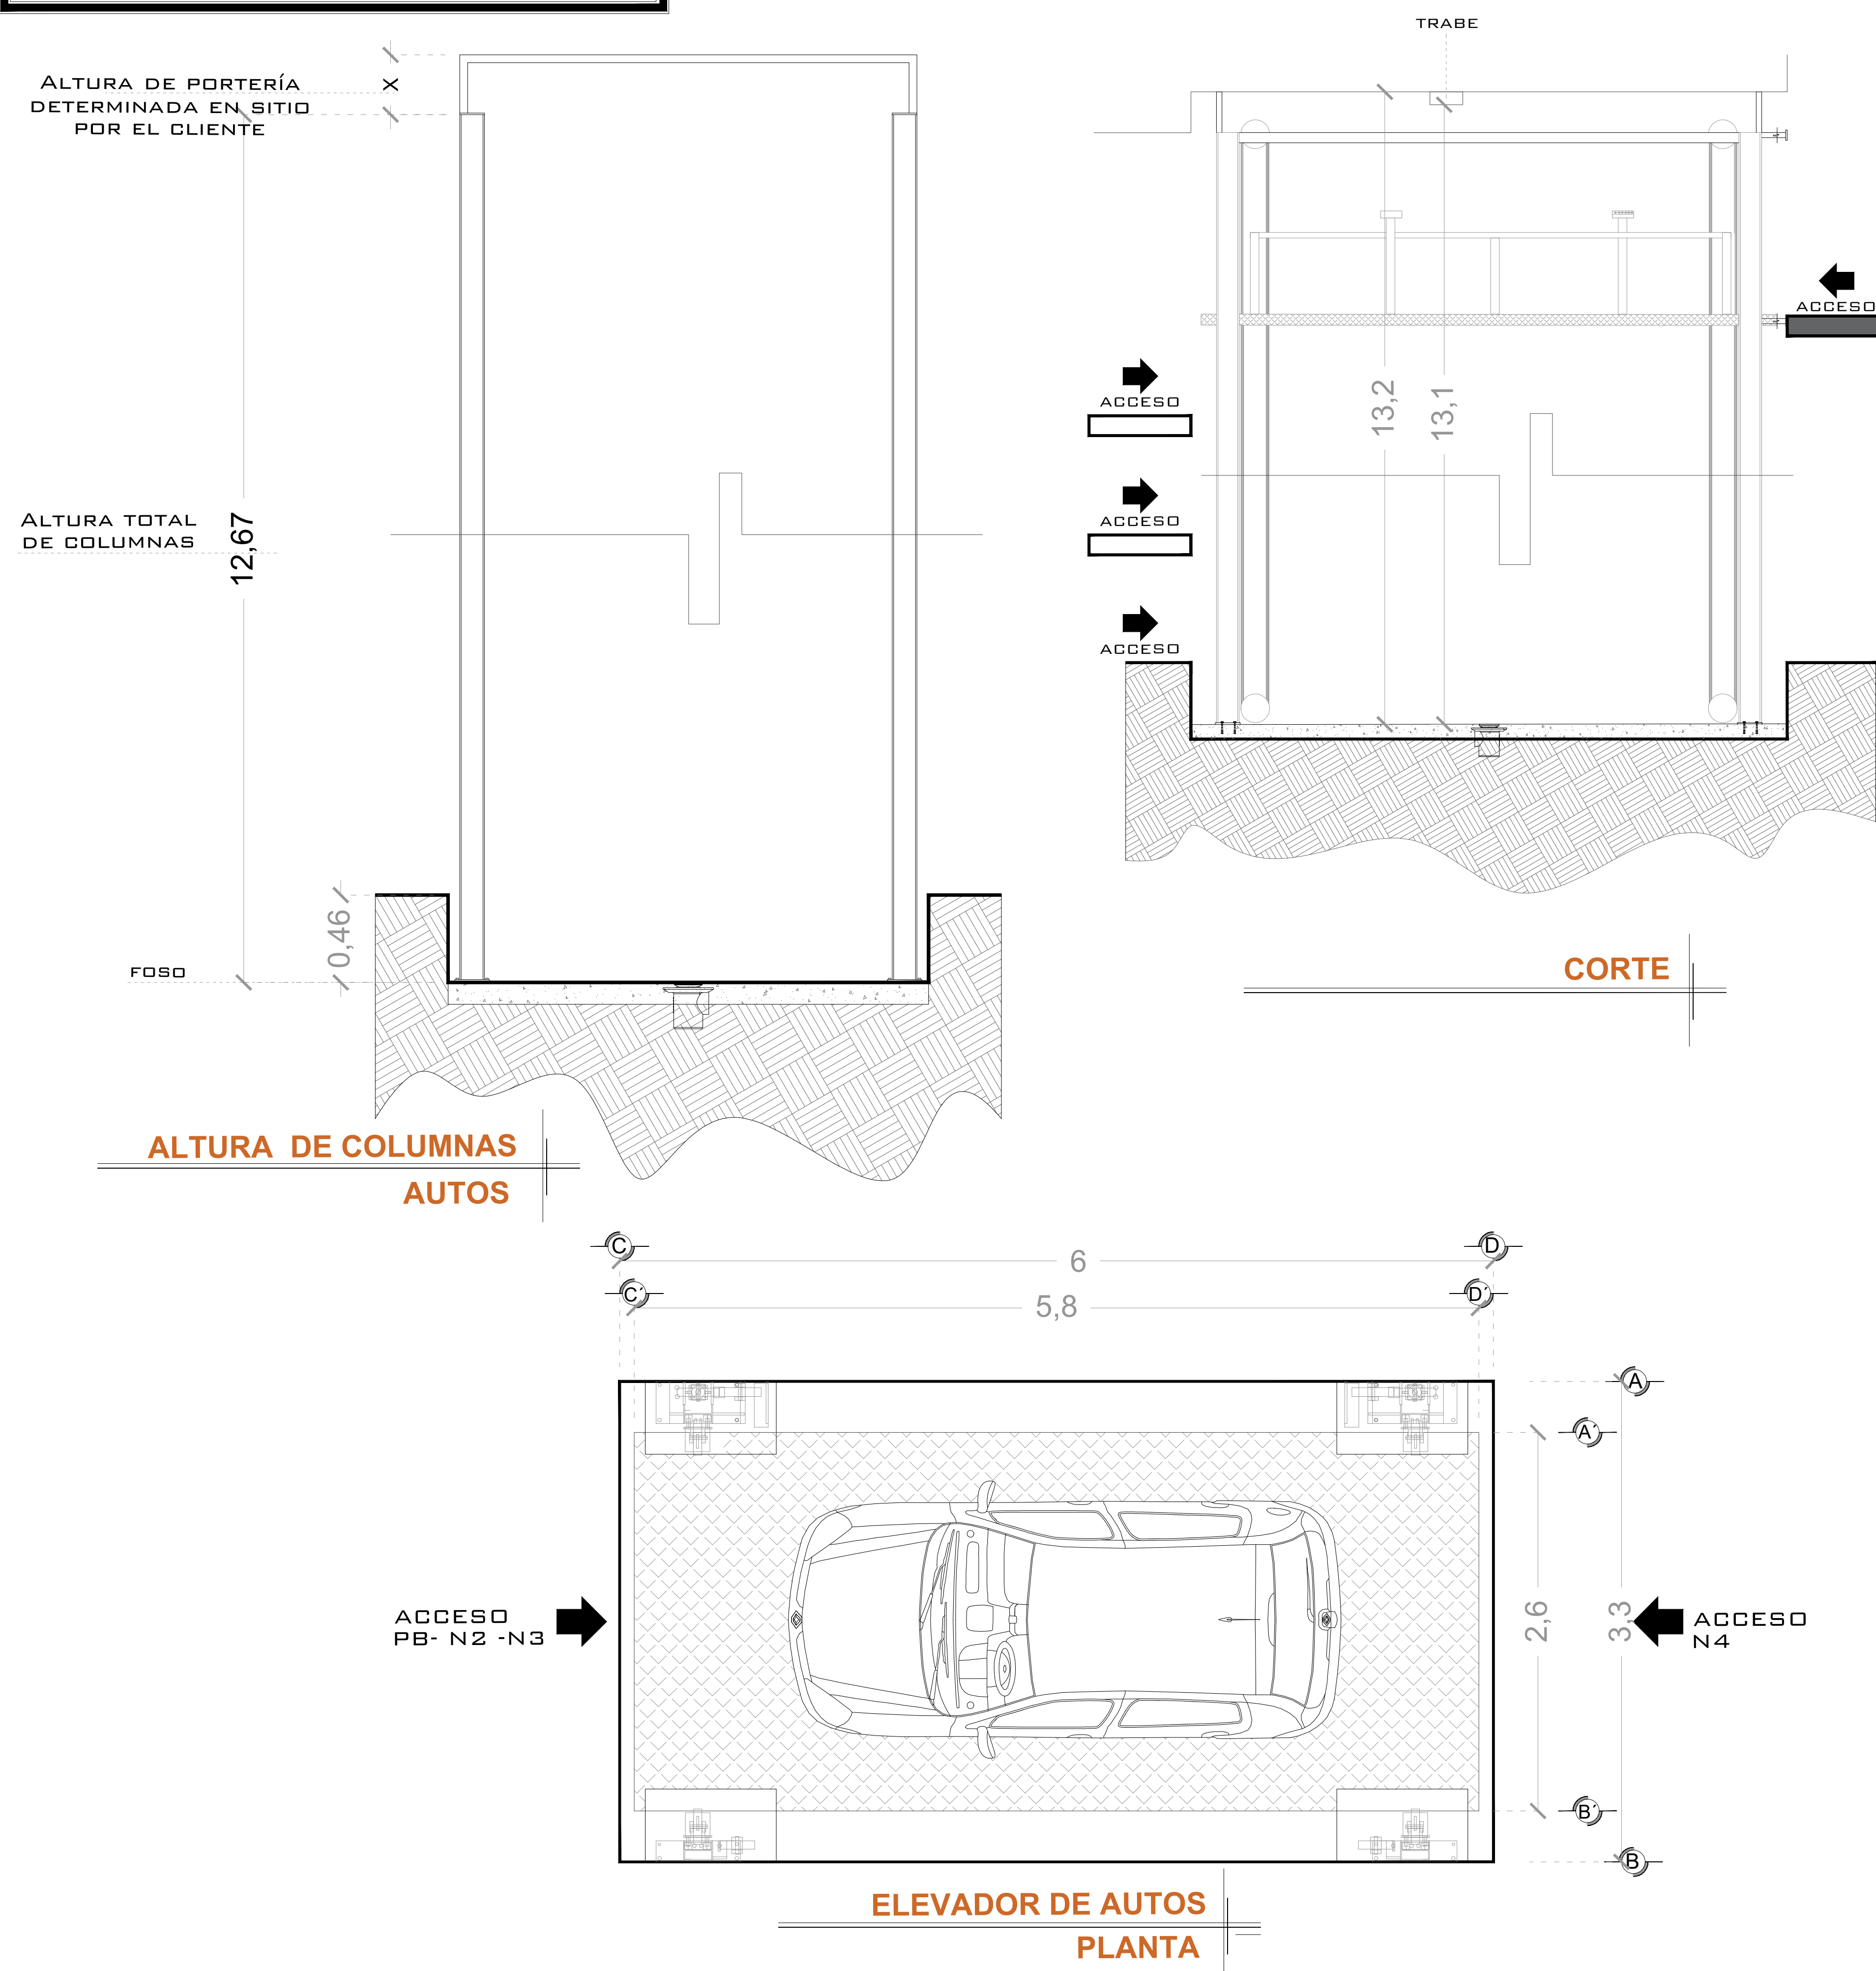 ALTURA DE PORTERÍA
DETERMINADA EN SITIO
POR EL CLIENTE
X
ALTURA TOTAL
DE COLUMNAS
12,67
0,46
FOSO
ALTURA DE COLUMNAS
AUTOS
TRABE
13,2
13,1
ACCESO
ACCESO
ACCESO
ACCESO
CORTE
C
D
6
C´
D´
5,8
A
A´
2,6
3,3
B´
B
ACCESO
PB- N2 -N3
ACCESO
N4
ELEVADOR DE AUTOS
PLANTA